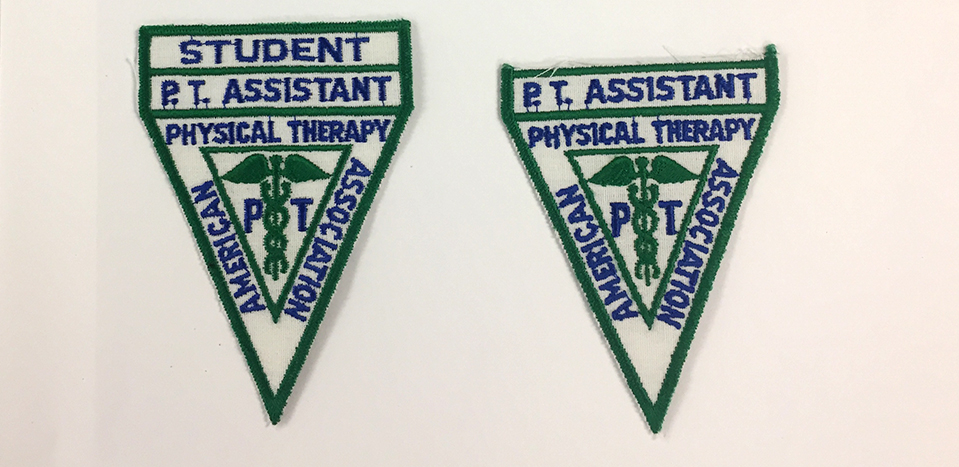 STUDENT
P. T. ASSISTANT
PHYSICAL THERAPY
AMERICAN
P T
ASSOCIATION
P. T. ASSISTANT
PHYSICAL THERAPY
AMERICAN
P T
ASSOCIATION